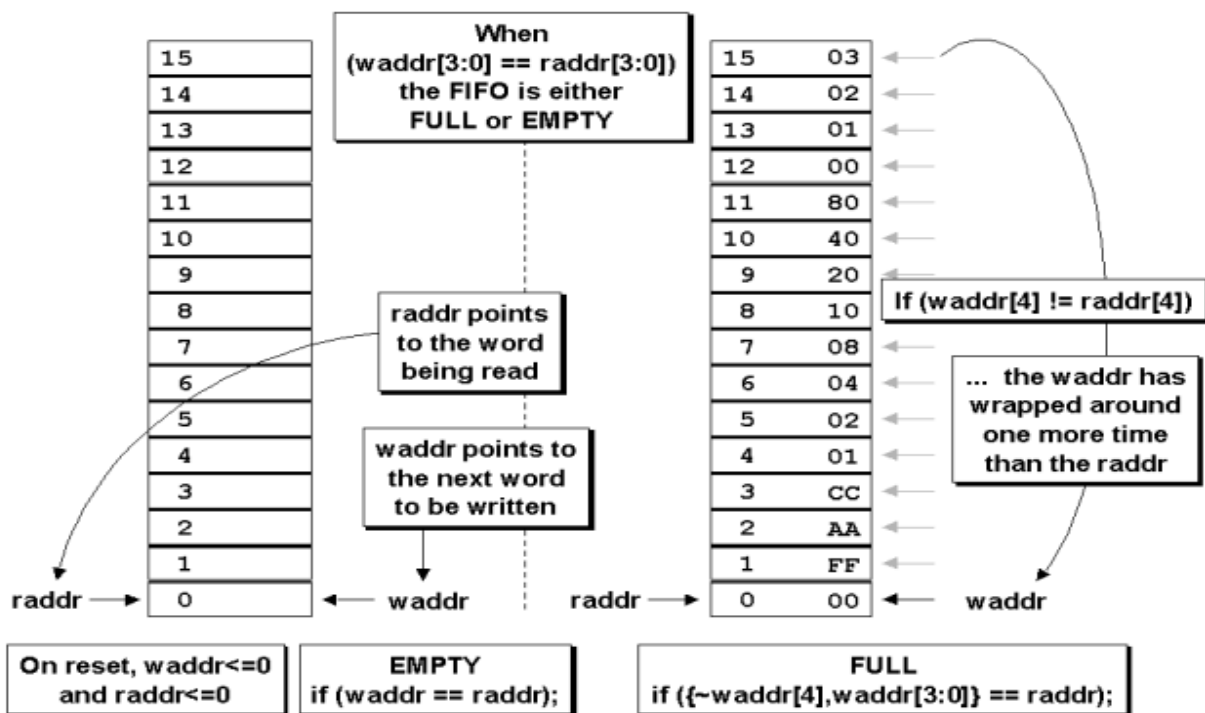 When
(waddr[3:0] == raddr[3:0])
the FIFO is either
FULL or EMPTY
15
14
13
12
11
10
9
8
7
6
5
4
3
2
1
0
raddr points
to the word
being read
waddr points to
the next word
to be written
raddr
waddr
15 03
14 02
13 01
12 00
11 80
10 40
9 20
8 10
7 08
6 04
5 02
4 01
3 CC
2 AA
1 FF
0 00
If (waddr[4] != raddr[4])
... the waddr has
wrapped around
one more time
than the raddr
raddr
waddr
On reset, waddr<=0
and raddr<=0
EMPTY
if (waddr == raddr);
FULL
if ({~waddr[4],waddr[3:0]} == raddr);